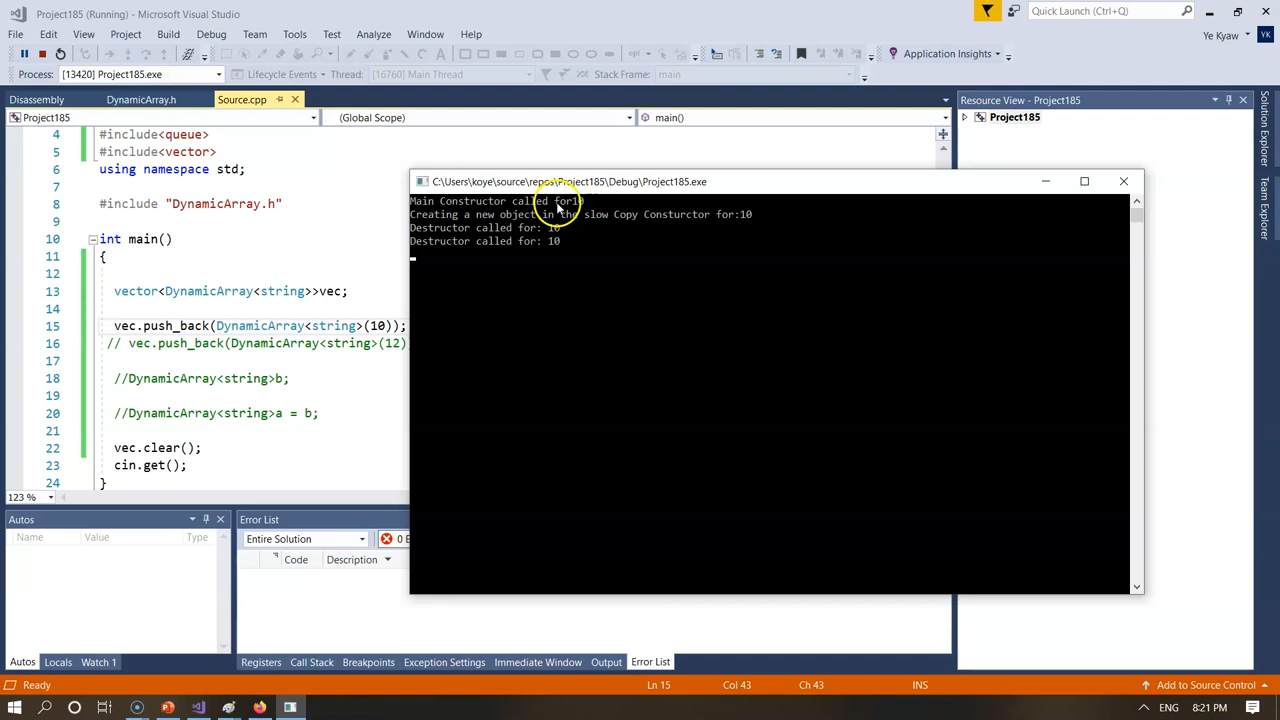 Project185 (Running) - Microsoft Visual Studio
Quick Launch (Ctrl+Q)
File Edit View Project Build Debug Team Tools Test Analyze Window Help
Ye Kyaw YK
Application Insights
Process: [13420] Project185.exe Lifecycle Events Thread: [16760] Main Thread Stack Frame: main
Disassembly DynamicArray.h Source.cpp
Project185 (Global Scope) main()
4 #include<queue>
5 #include<vector>
6 using namespace std;
7
8 #include "DynamicArray.h"
9
10 int main()
11 {
12
13 vector<DynamicArray<string>>vec;
14
15 vec.push_back(DynamicArray<string>(10));
16 // vec.push_back(DynamicArray<string>(12)
17
18 //DynamicArray<string>b;
19
20 //DynamicArray<string>a = b;
21
22 vec.clear();
23 cin.get();
24 }
123 %
C:\Users\koye\source\repos\Project185\Debug\Project185.exe
Main Constructor called for10
Creating a new object in the slow Copy Consturctor for:10
Destructor called for: 10
Destructor called for: 10
Resource View - Project185
Project185
Solution Explorer
Team Explorer
Autos
Name Value Type
Error List
Entire Solution 0 E
Code Description
Autos Locals Watch 1
Registers Call Stack Breakpoints Exception Settings Immediate Window Output Error List
Ready Ln 15 Col 43 Ch 43 INS Add to Source Control
ENG 8:21 PM